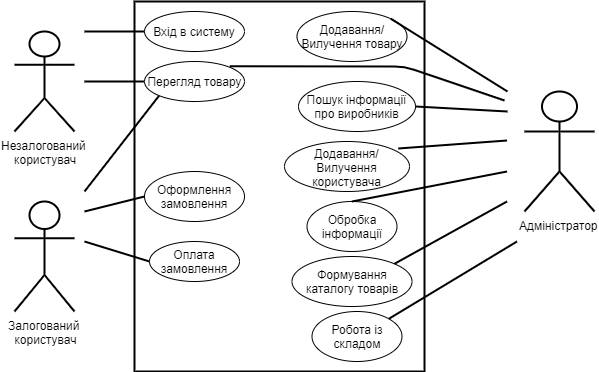 Вхід в систему
Перегляд товару
Незалогований
користувач
Оформлення
замовлення
Оплата
замовлення
Залогований
користувач
Додавання/
Вилучення товару
Пошук інформації
про виробників
Додавання/
Вилучення
користувача
Обробка
інформації
Формування
каталогу товарів
Робота із
складом
Адміністратор